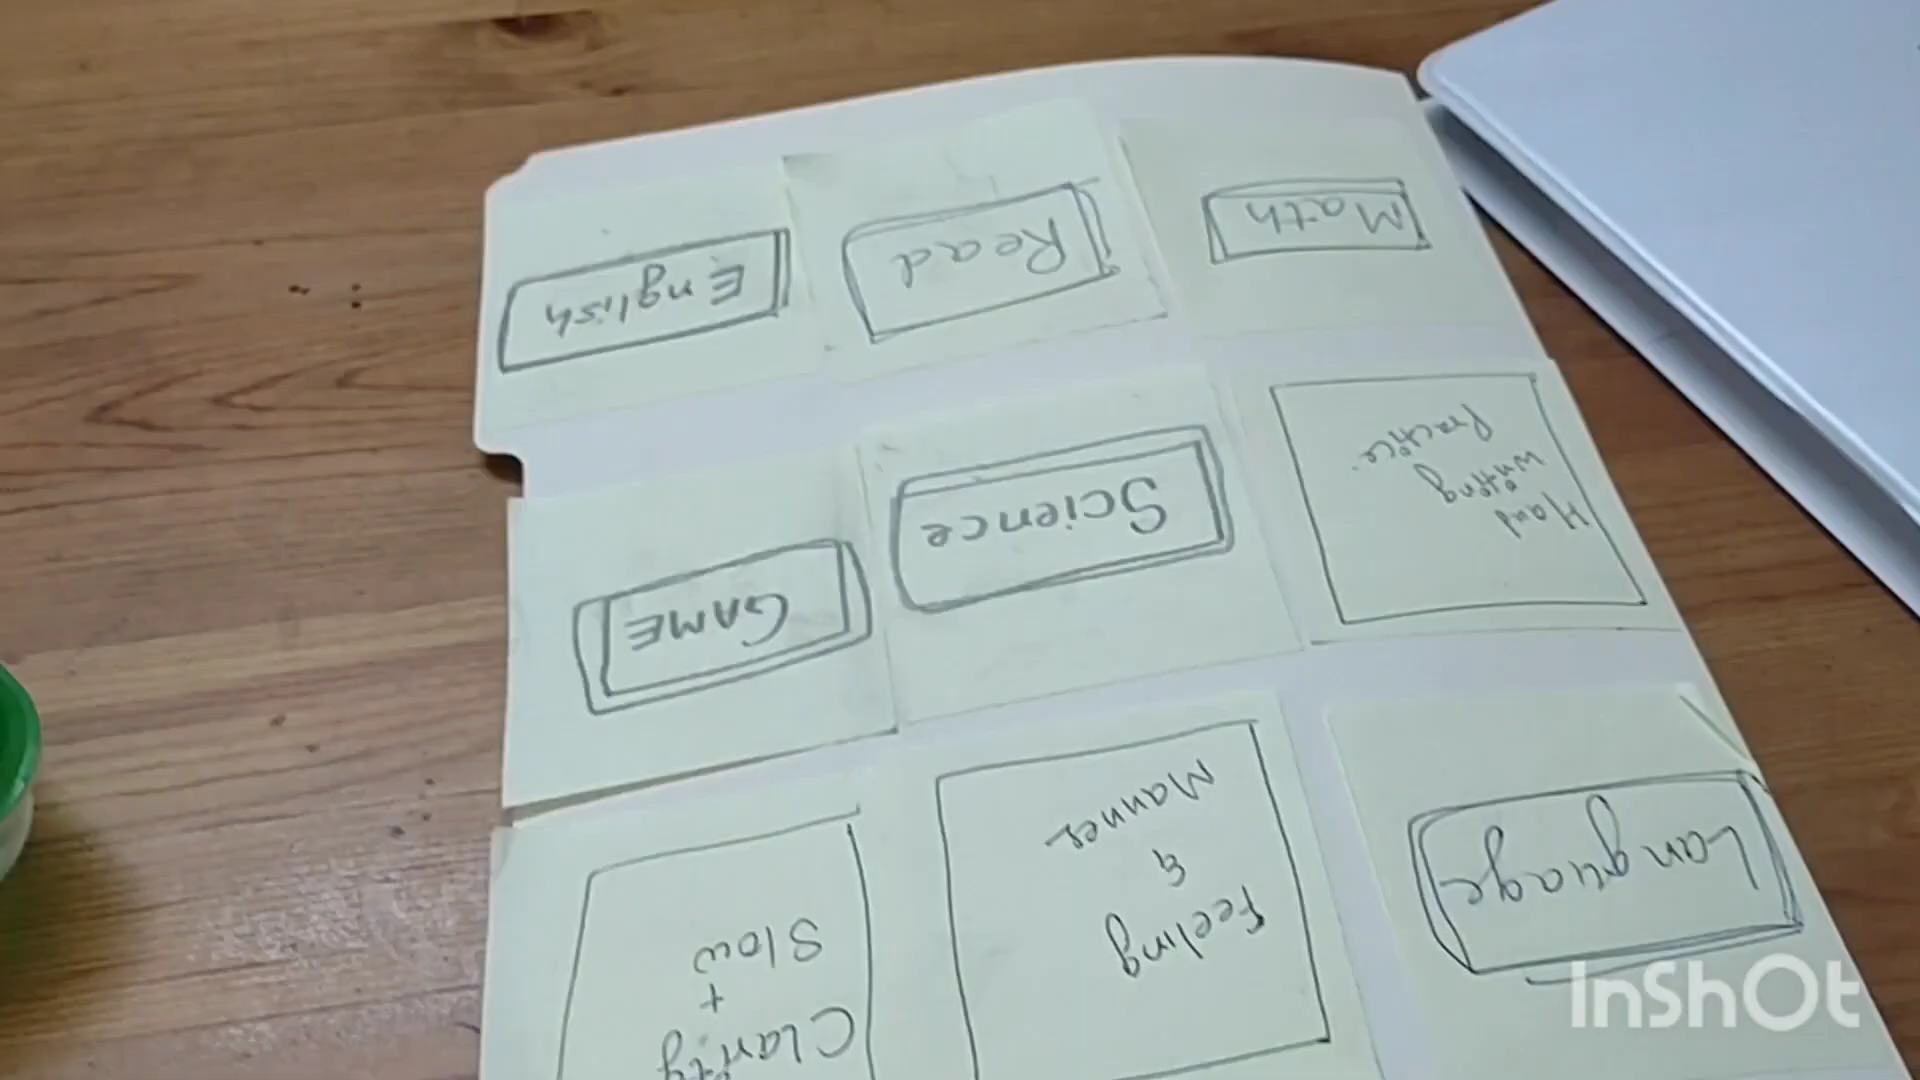 Language
Feeling
&
Manner
Clarity
+
Slow
Hand
writing
Practice
Science
GAME
Math
Read
English
InShOt